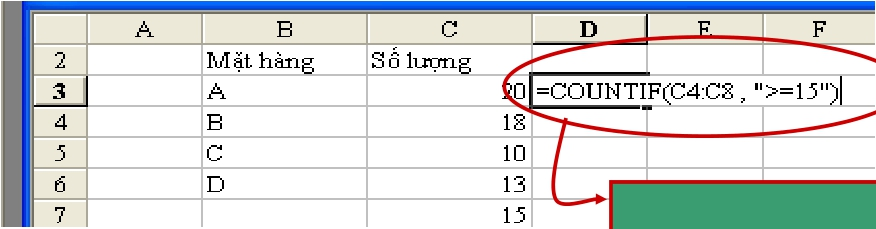 A B C D E F
2 Mặt hàng Số lượng
3 A 20 =COUNTIF(C4:C8 , ">=15")
4 B 18
5 C 10
6 D 13
7 15